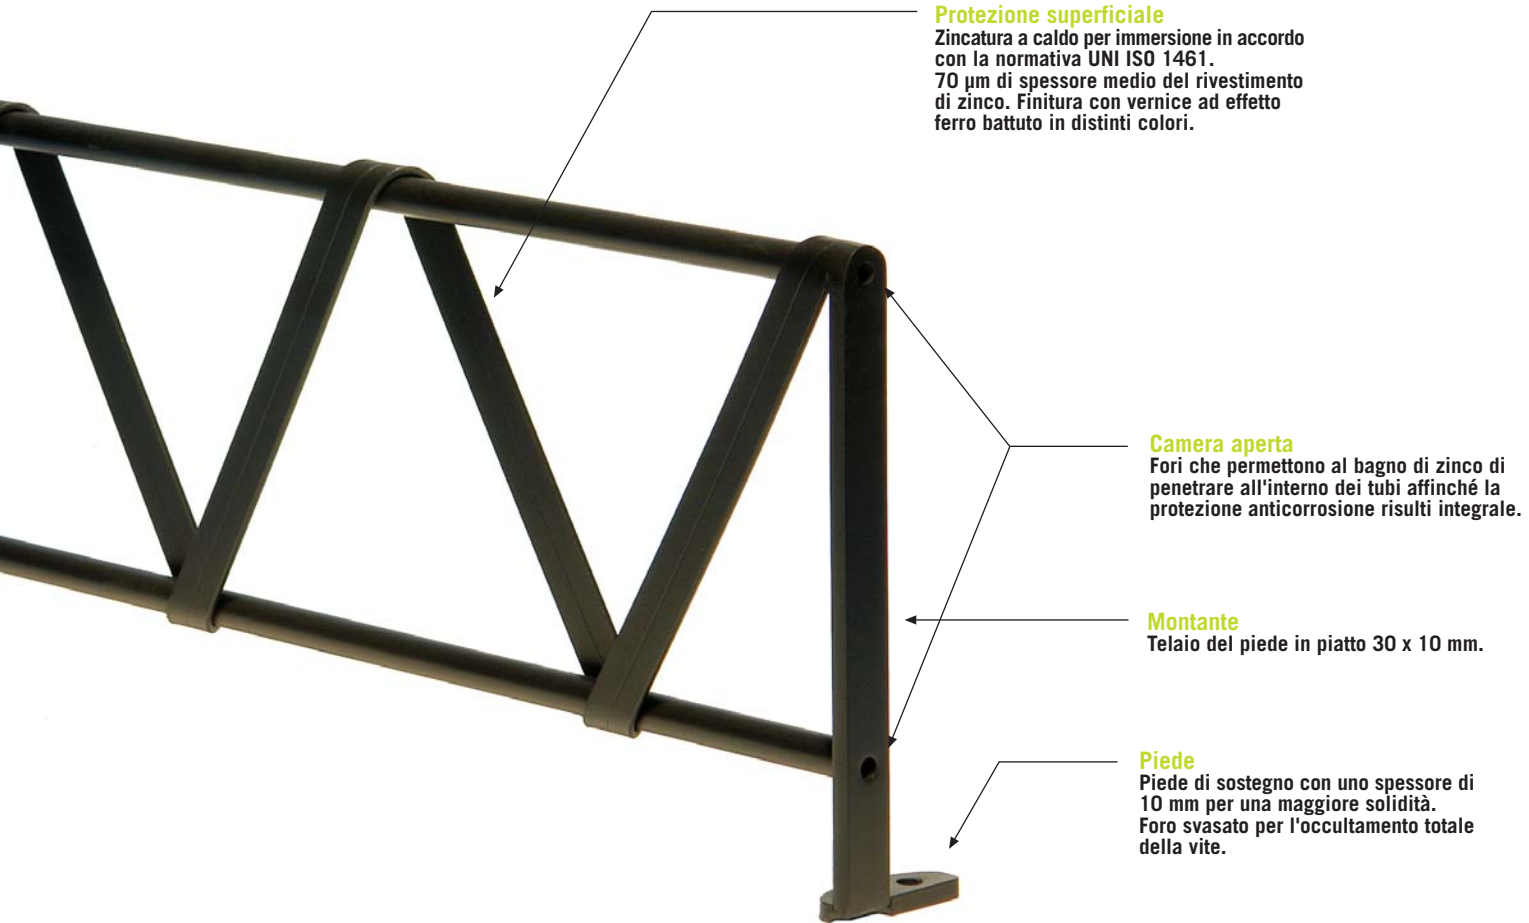 Protezione superficiale
Zincatura a caldo per immersione in accordo
con la normativa UNI ISO 1461.
70 µm di spessore medio del rivestimento
di zinco. Finitura con vernice ad effetto
ferro battuto in distinti colori.
Camera aperta
Fori che permettono al bagno di zinco di
penetrare all'interno dei tubi affinché la
protezione anticorrosione risulti integrale.
Montante
Telaio del piede in piatto 30 x 10 mm.
Piede
Piede di sostegno con uno spessore di
10 mm per una maggiore solidità.
Foro svasato per l'occultamento totale
della vite.